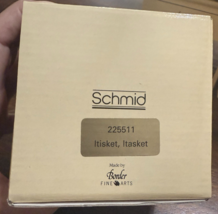 Schmid
225511
Itisket, Itasket
Made by
Border
FINE ARTS